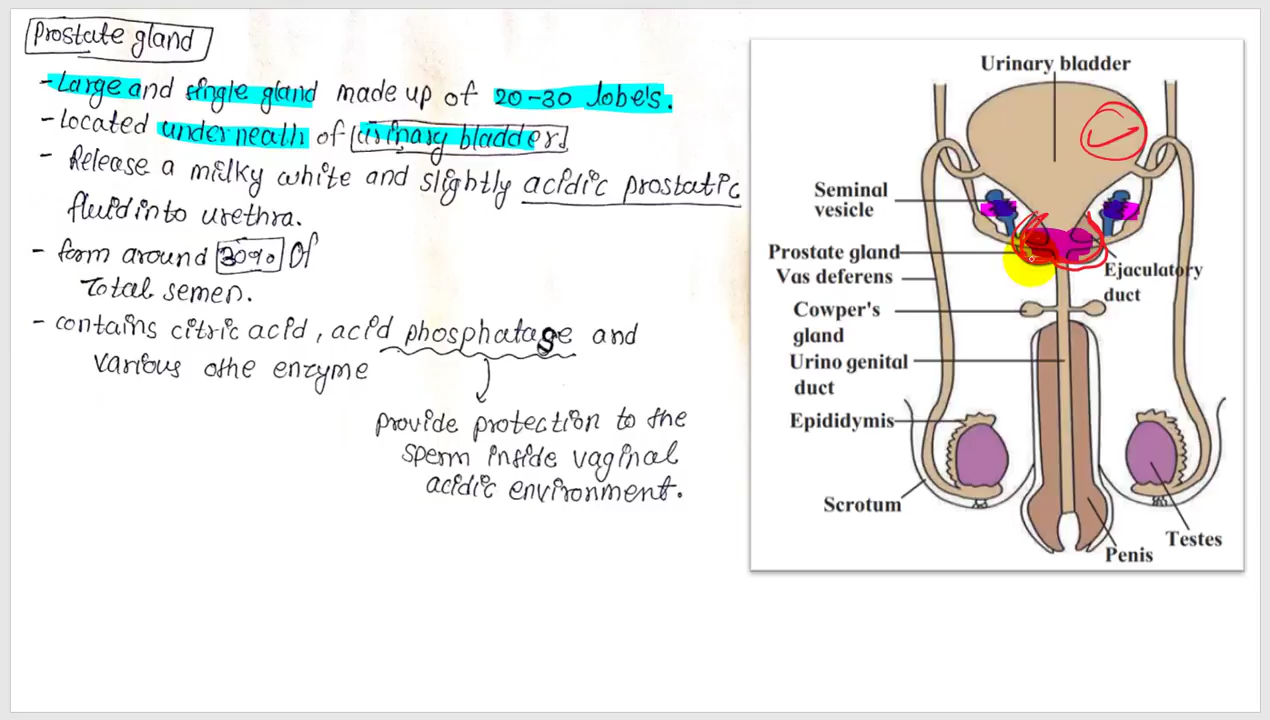 Prostate gland
- Large and single gland made up of 20-30 lobels.
- Located underneath of urinary bladder.
- Release a milky white and slightly acidic prostatic
fluid into urethra.
- form around 30% Of
Total semen.
- contains citric acid, acid phosphatase and
various othe enzyme
provide protection to the
sperm inside vaginal
acidic environment.
Urinary bladder
Seminal
vesicle
Prostate gland
Vas deferens
Ejaculatory
duct
Cowper's
gland
Urino genital
duct
Epididymis
Scrotum
Testes
Penis